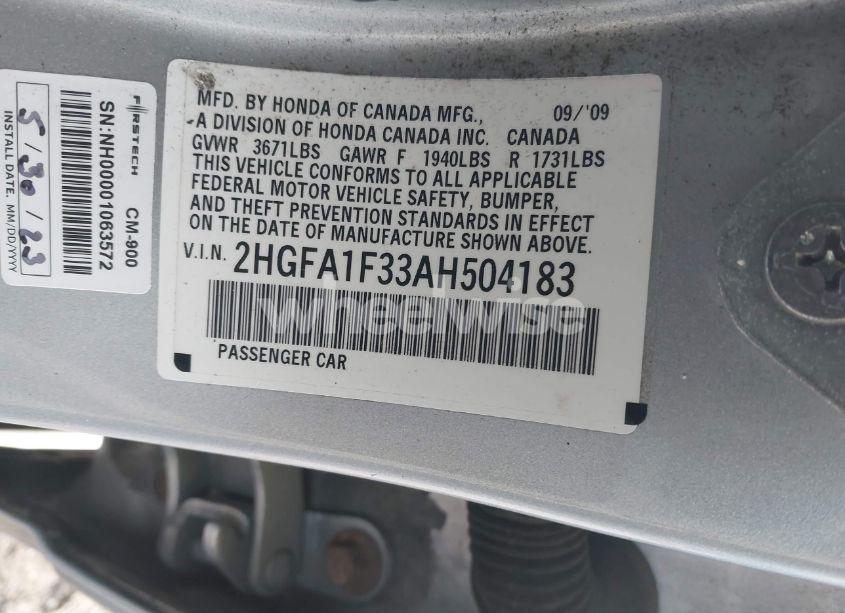 MFD. BY HONDA OF CANADA MFG., 09/'09
A DIVISION OF HONDA CANADA INC. CANADA
GVWR 3671LBS GAWR F 1940LBS R 1731LBS
THIS VEHICLE CONFORMS TO ALL APPLICABLE
FEDERAL MOTOR VEHICLE SAFETY, BUMPER,
AND THEFT PREVENTION STANDARDS IN EFFECT
ON THE DATE OF MANUFACTURE SHOWN ABOVE.
V.I.N. 2HGFA1F33AH504183
PASSENGER CAR
wheelwise
FIRSTECH CM-900
SN:NH00001063572
5/30/23
INSTALL DATE. MM/DD/YYYY